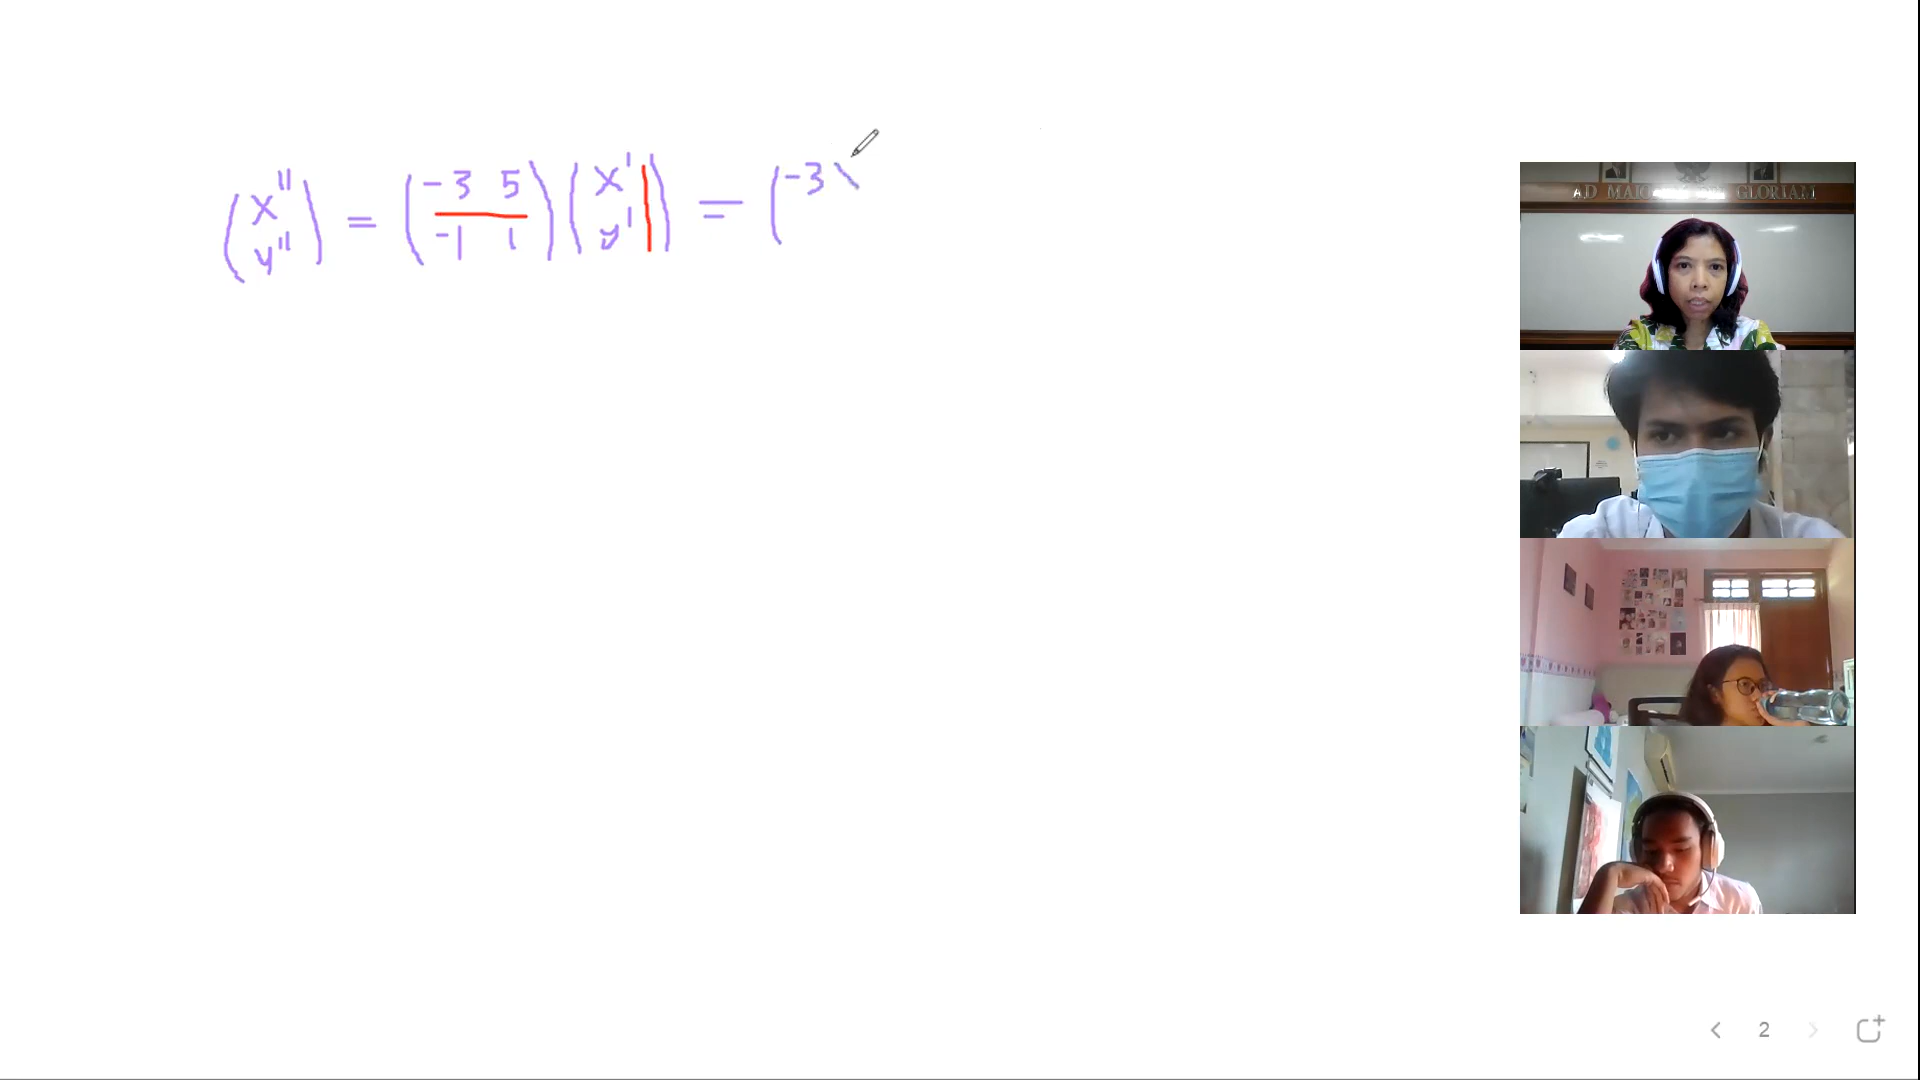 (x'' y'') = (-3 5 -1 1)(x' y') = (-3
AD MAIO GLORIAM
2